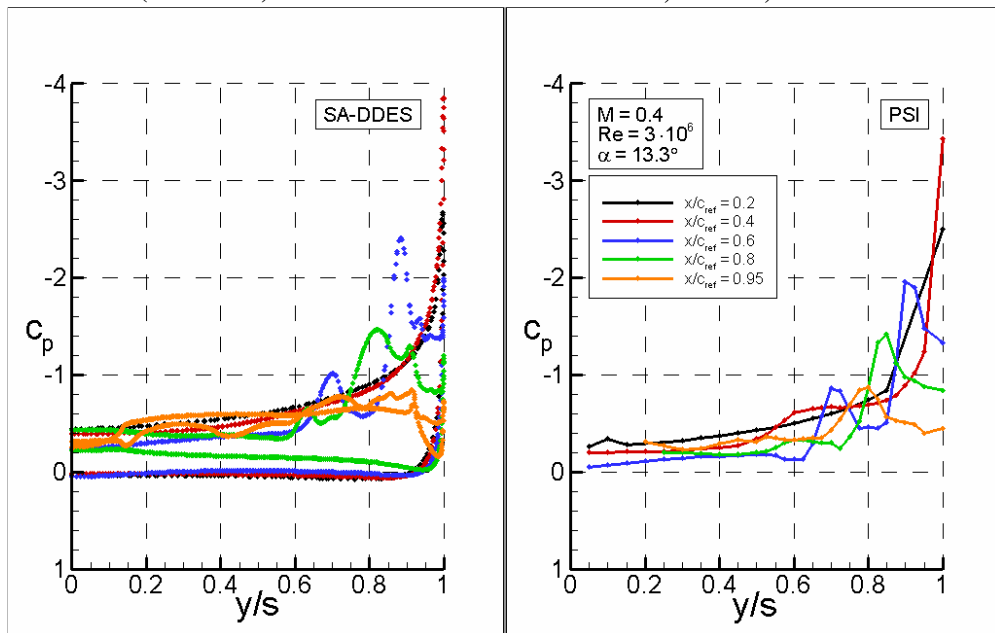 -4
-3
-2
-1
0
1
Cp
SA-DDES
0 0.2 0.4 0.6 0.8 1
y/s
-4
-3
-2
-1
0
1
Cp
M = 0.4
Re = 3·10⁶
α = 13.3°
PSI
x/c_ref = 0.2
x/c_ref = 0.4
x/c_ref = 0.6
x/c_ref = 0.8
x/c_ref = 0.95
0 0.2 0.4 0.6 0.8 1
y/s